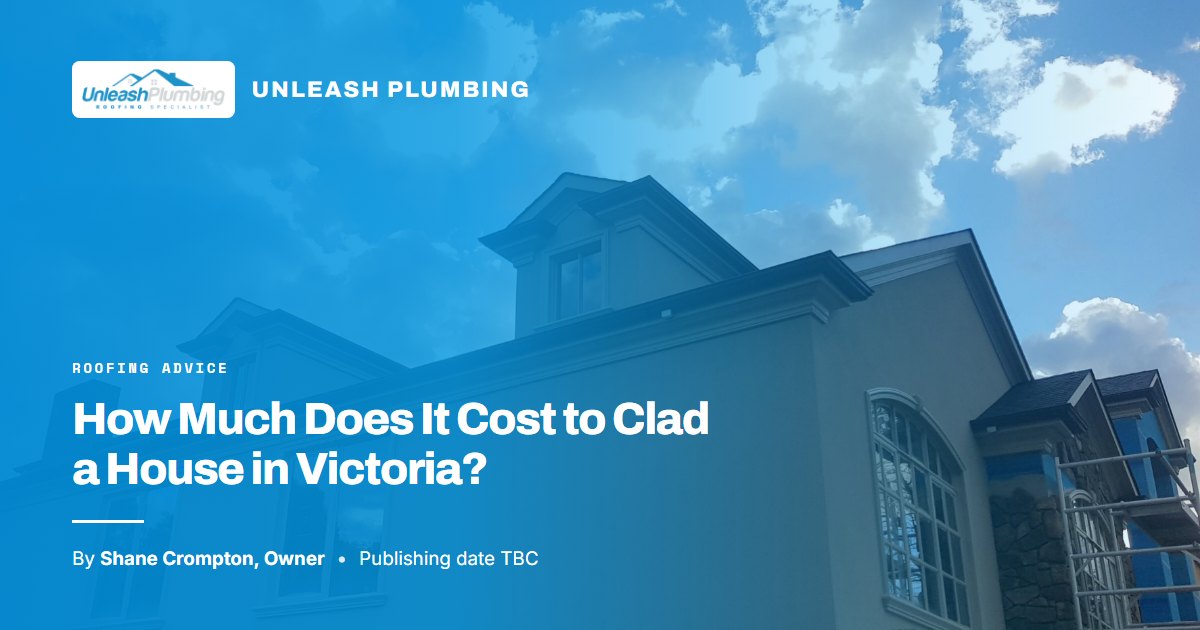 UnleashPlumbing
ROOFING SPECIALIST
UNLEASH PLUMBING
ROOFING ADVICE
How Much Does It Cost to Clad
a House in Victoria?
By Shane Crompton, Owner • Publishing date TBC